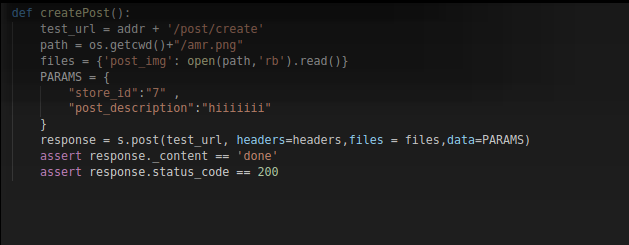 def createPost():
    test_url = addr + '/post/create'
    path = os.getcwd()+"/amr.png"
    files = {'post_img': open(path,'rb').read()}
    PARAMS = {
        "store_id":"7" ,
        "post_description":"hiiiiiii"
    }
    response = s.post(test_url, headers=headers,files = files,data=PARAMS)
    assert response._content == 'done'
    assert response.status_code == 200